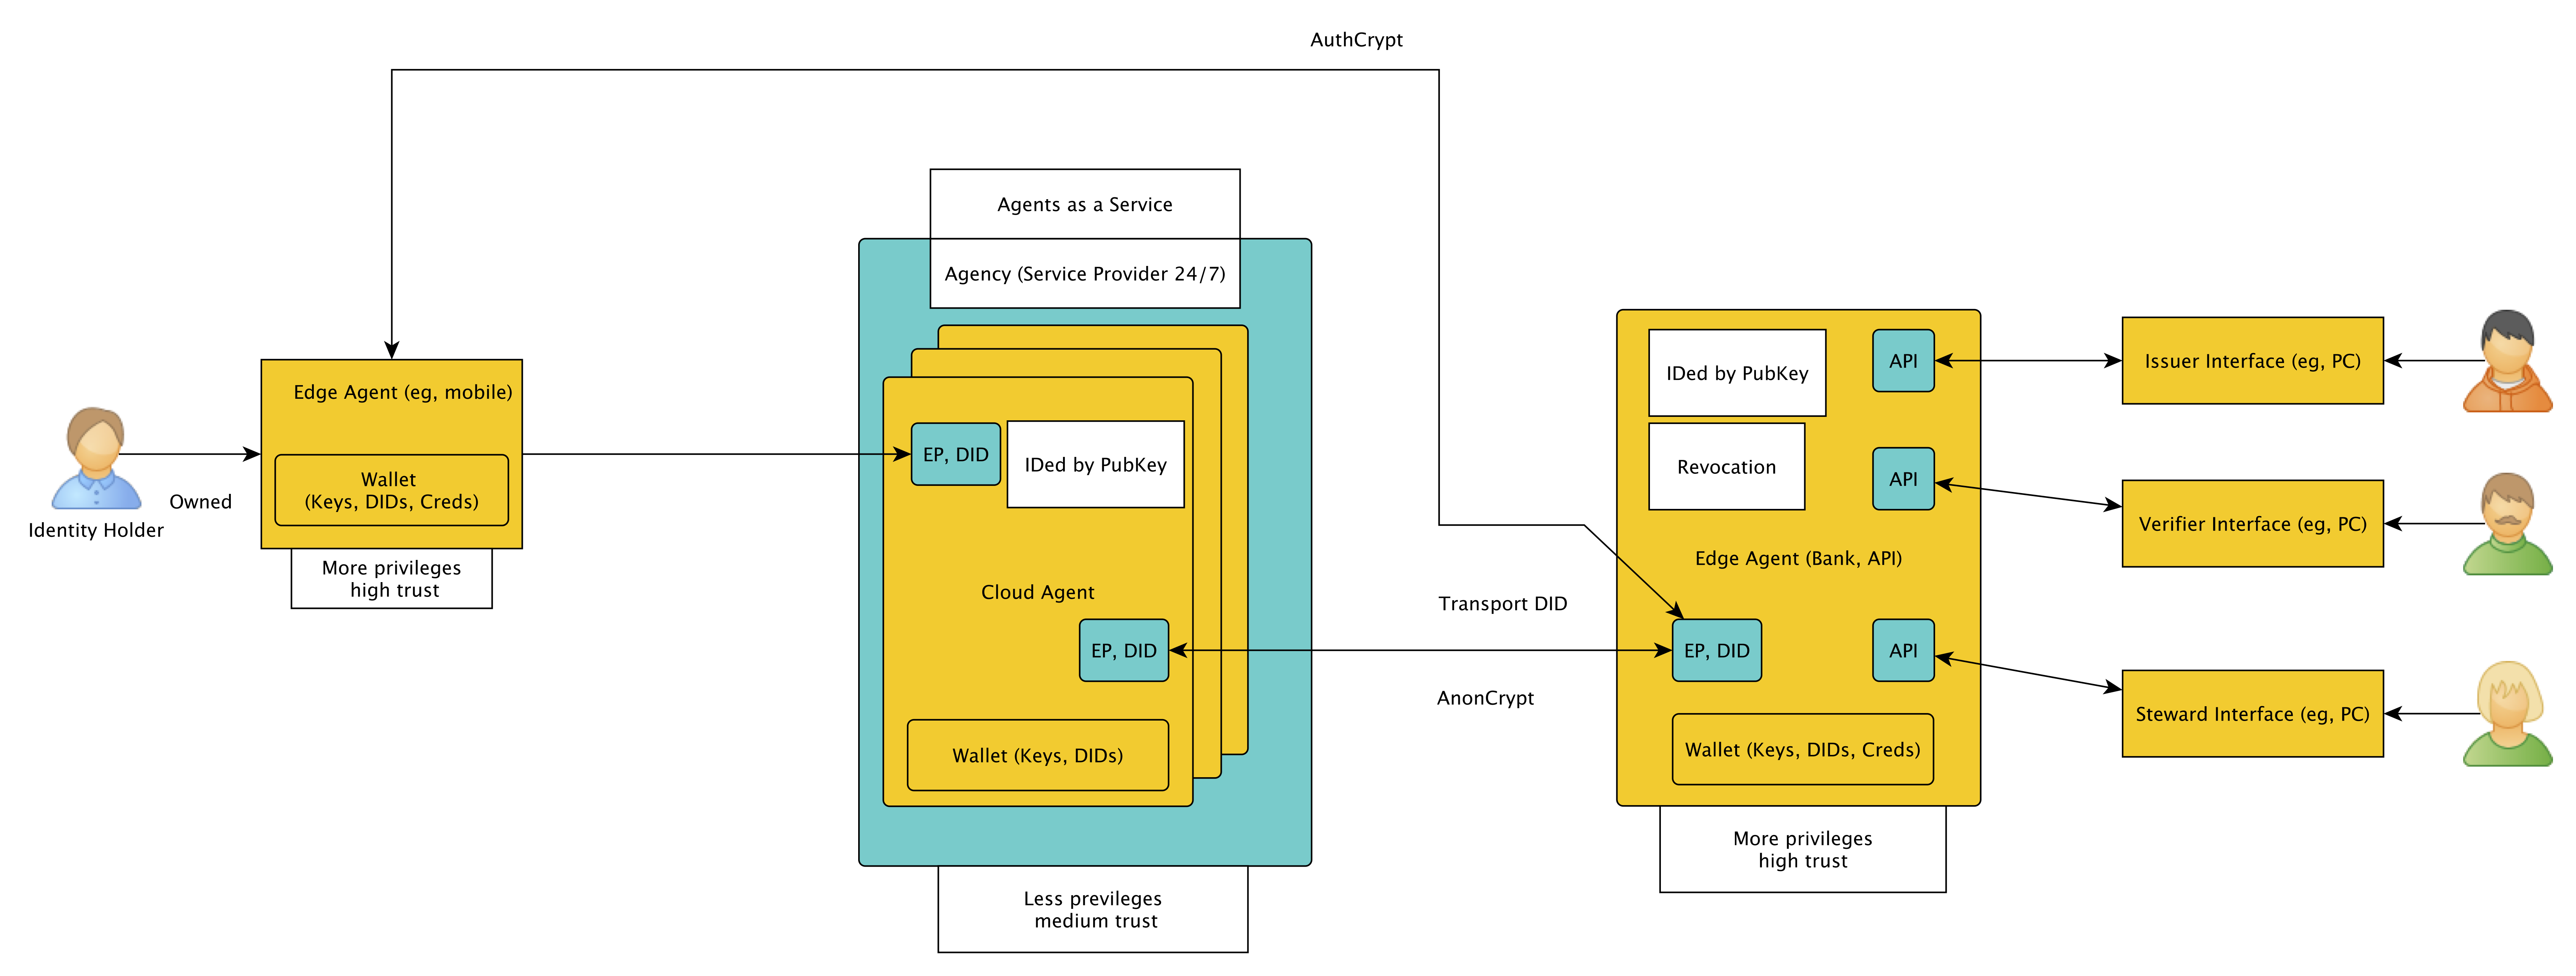 AuthCrypt
Agents as a Service
Agency (Service Provider 24/7)
Edge Agent (eg, mobile)
Wallet
(Keys, DIDs, Creds)
Owned
Identity Holder
More privileges
high trust
EP, DID
IDed by PubKey
Cloud Agent
EP, DID
Wallet (Keys, DIDs)
Less previleges
medium trust
Transport DID
AnonCrypt
IDed by PubKey
API
Revocation
API
Edge Agent (Bank, API)
EP, DID
API
Wallet (Keys, DIDs, Creds)
More privileges
high trust
Issuer Interface (eg, PC)
Verifier Interface (eg, PC)
Steward Interface (eg, PC)